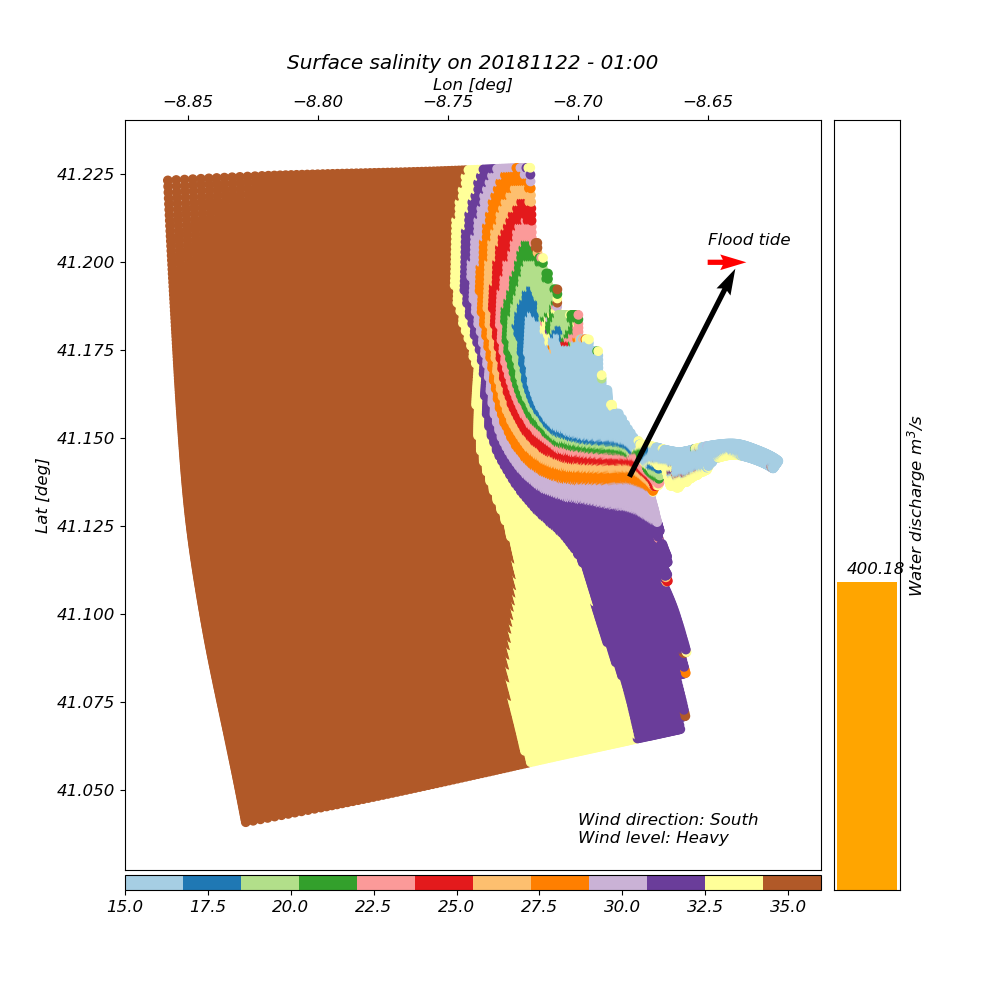 Surface salinity on 20181122 - 01:00
Lon [deg]
−8.85 −8.80 −8.75 −8.70 −8.65
41.225
41.200
41.175
41.150
41.125
41.100
41.075
41.050
Lat [deg]
Flood tide
Wind direction: South
Wind level: Heavy
400.18
Water discharge m³/s
15.0 17.5 20.0 22.5 25.0 27.5 30.0 32.5 35.0